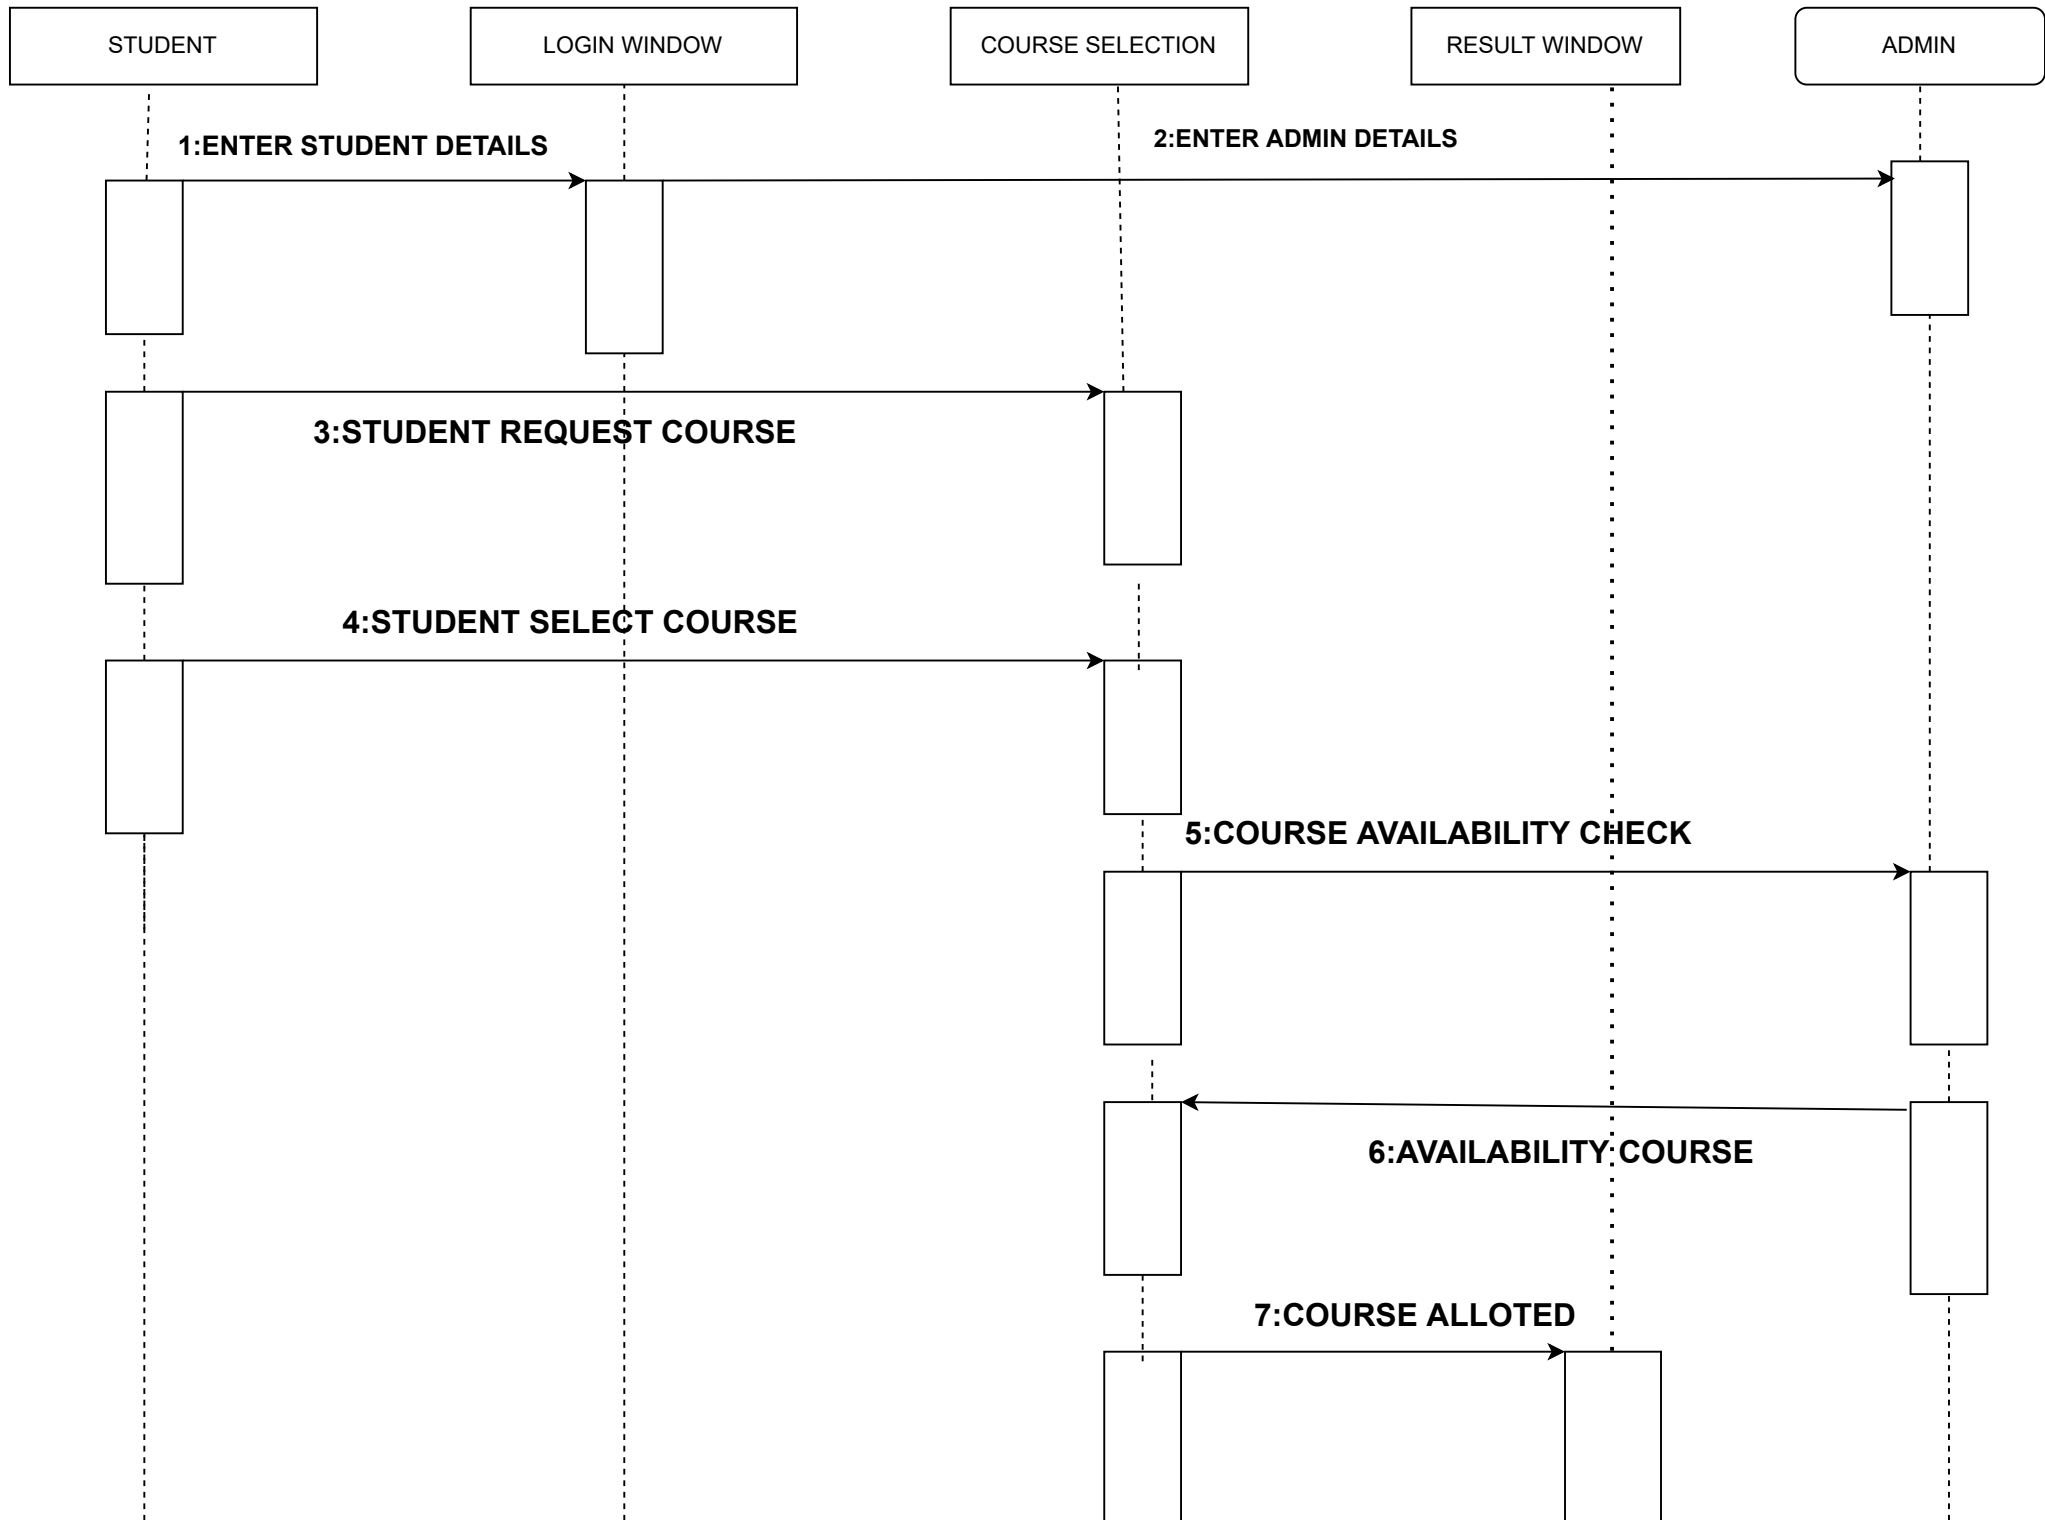 STUDENT
LOGIN WINDOW
COURSE SELECTION
RESULT WINDOW
ADMIN
1:ENTER STUDENT DETAILS
2:ENTER ADMIN DETAILS
3:STUDENT REQUEST COURSE
4:STUDENT SELECT COURSE
5:COURSE AVAILABILITY CHECK
6:AVAILABILITY COURSE
7:COURSE ALLOTED